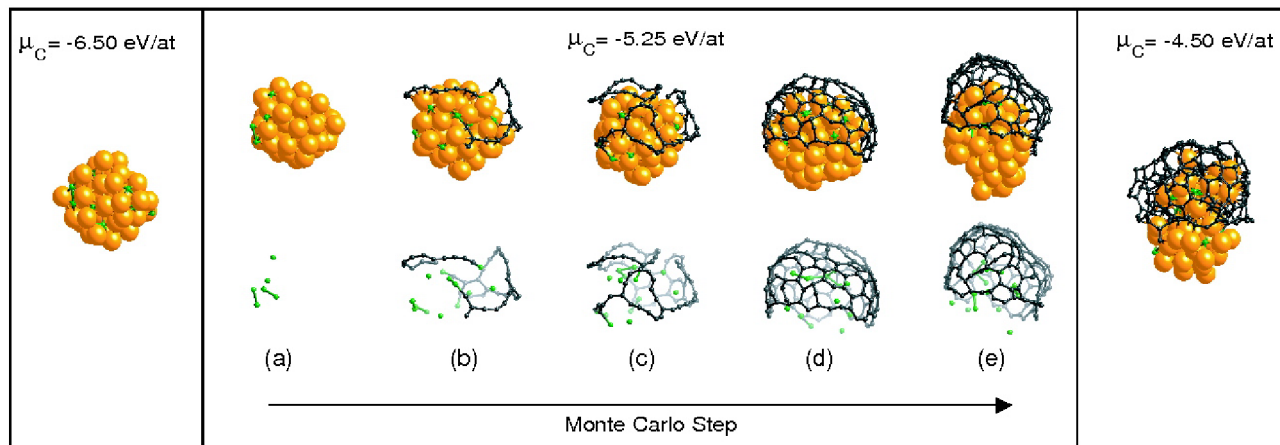 μC= -6.50 eV/at
μC= -5.25 eV/at
μC= -4.50 eV/at
(a) (b) (c) (d) (e)
Monte Carlo Step